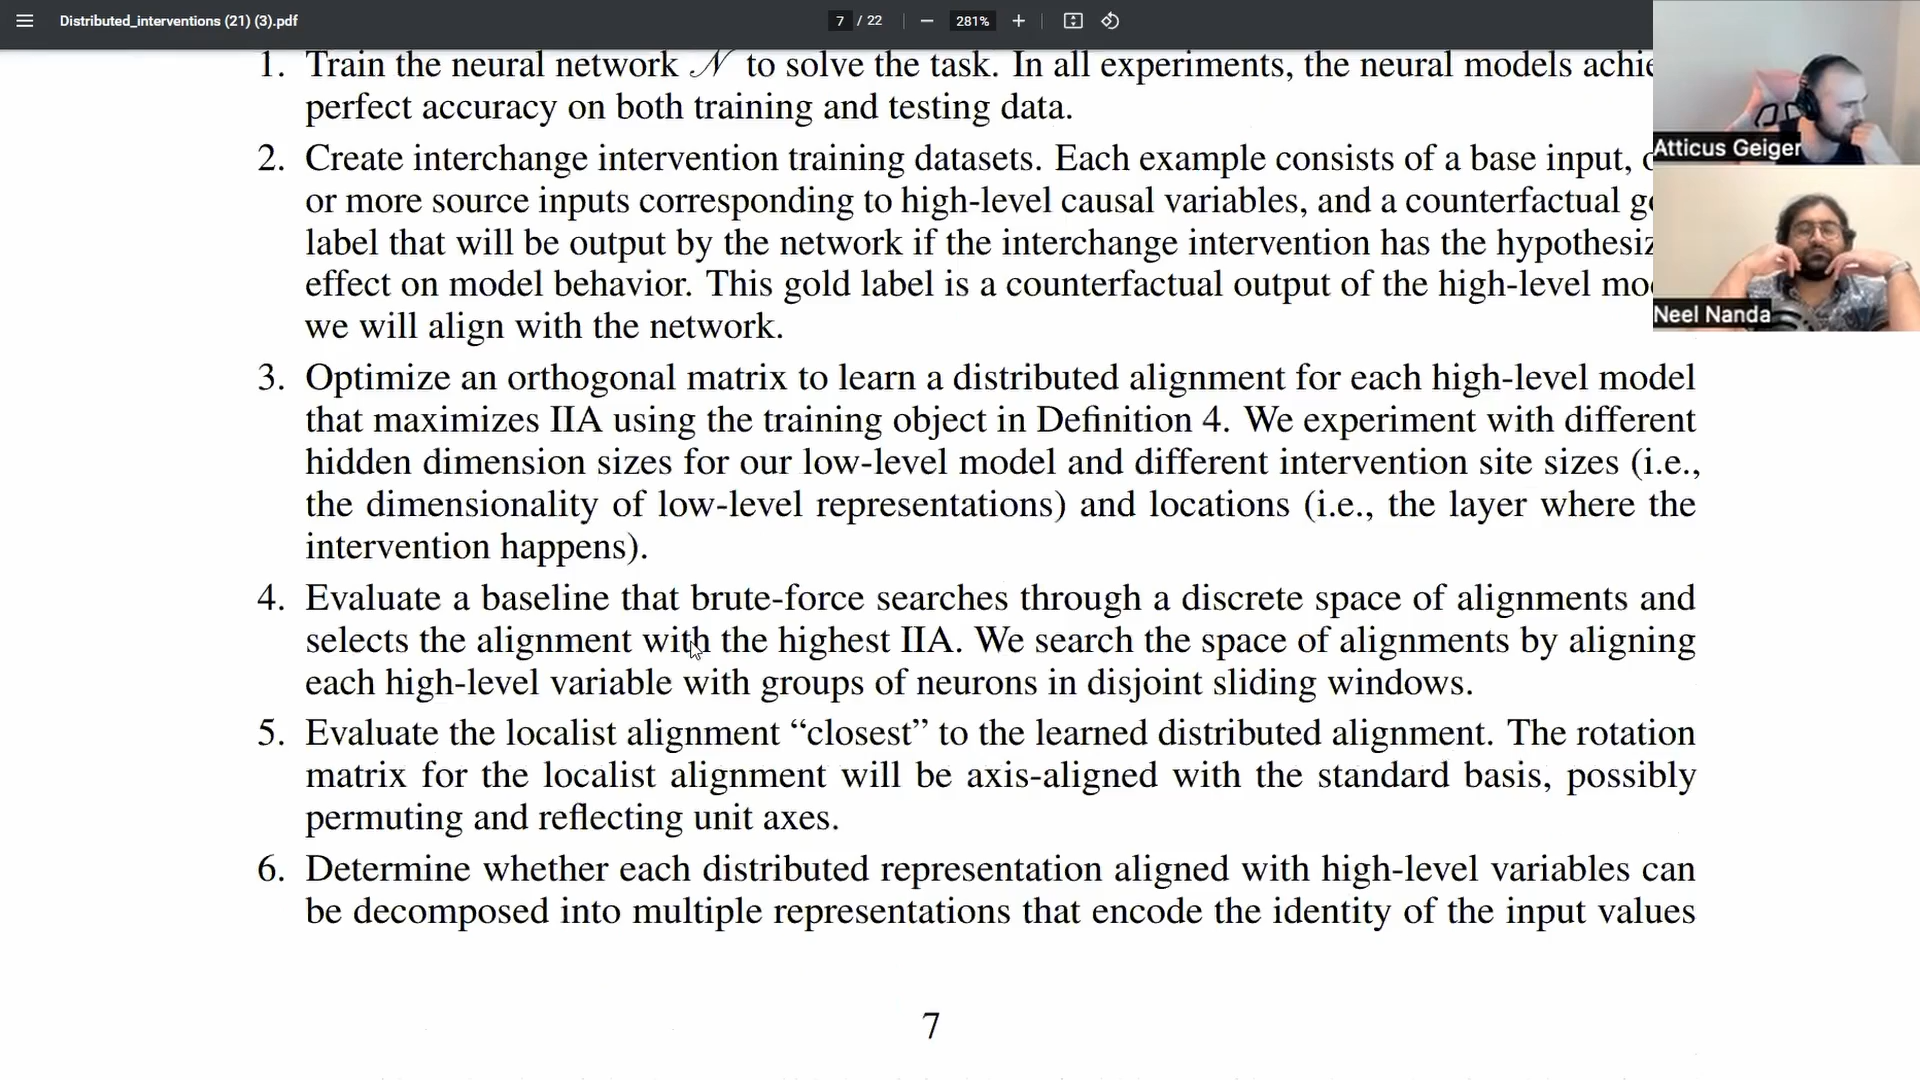 Distributed_interventions (21) (3).pdf
7 / 22
281%
1. Train the neural network 𝒩 to solve the task. In all experiments, the neural models
perfect accuracy on both training and testing data.
2. Create interchange intervention training datasets. Each example consists of a base input,
or more source inputs corresponding to high-level causal variables, and a counterfactual
label that will be output by the network if the interchange intervention has the
effect on model behavior. This gold label is a counterfactual output of the high-level
we will align with the network.
3. Optimize an orthogonal matrix to learn a distributed alignment for each high-level model
that maximizes IIA using the training object in Definition 4. We experiment with different
hidden dimension sizes for our low-level model and different intervention site sizes (i.e.,
the dimensionality of low-level representations) and locations (i.e., the layer where the
intervention happens).
4. Evaluate a baseline that brute-force searches through a discrete space of alignments and
selects the alignment with the highest IIA. We search the space of alignments by aligning
each high-level variable with groups of neurons in disjoint sliding windows.
5. Evaluate the localist alignment “closest” to the learned distributed alignment. The rotation
matrix for the localist alignment will be axis-aligned with the standard basis, possibly
permuting and reflecting unit axes.
6. Determine whether each distributed representation aligned with high-level variables can
be decomposed into multiple representations that encode the identity of the input values
7
Atticus Geiger
Neel Nanda